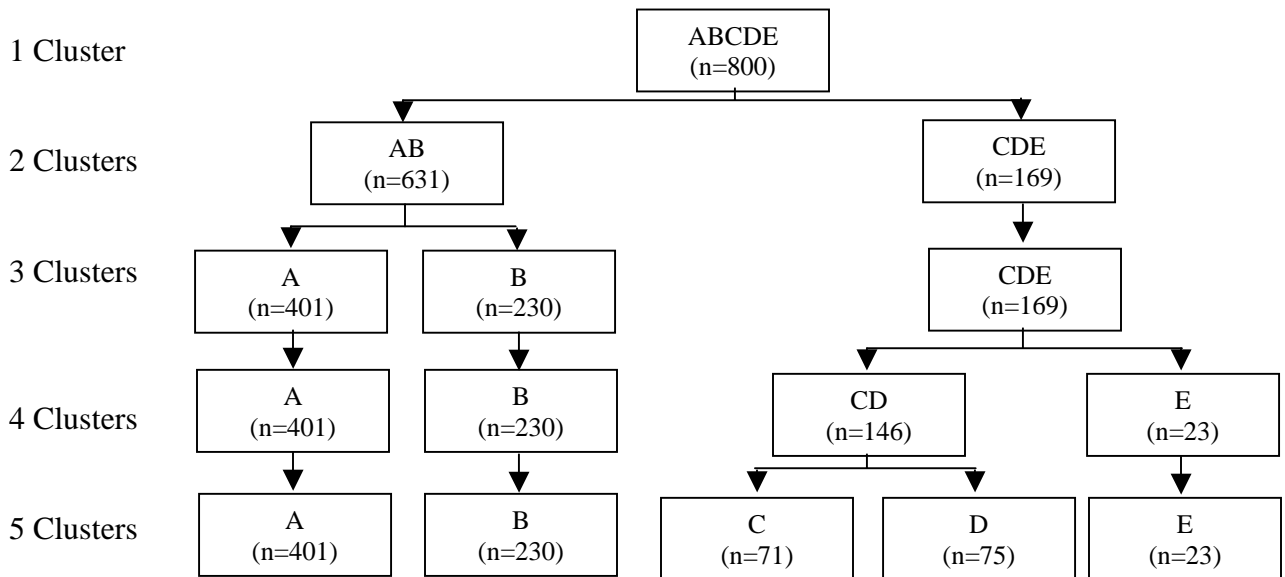 1 Cluster
ABCDE
(n=800)
2 Clusters
AB
(n=631)
CDE
(n=169)
3 Clusters
A
(n=401)
B
(n=230)
CDE
(n=169)
4 Clusters
A
(n=401)
B
(n=230)
CD
(n=146)
E
(n=23)
5 Clusters
A
(n=401)
B
(n=230)
C
(n=71)
D
(n=75)
E
(n=23)